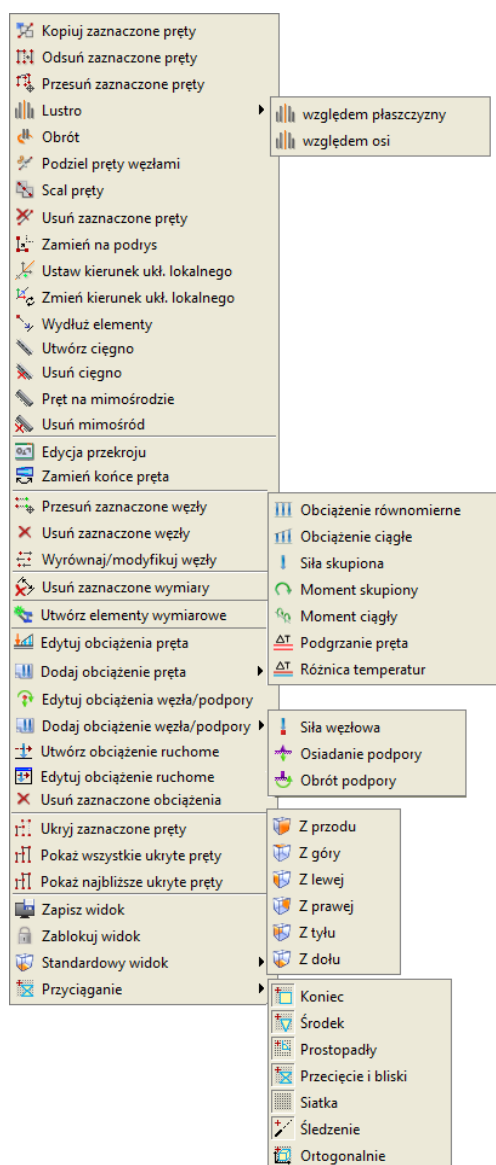 Kopiuj zaznaczone pręty
Odsuń zaznaczone pręty
Przesuń zaznaczone pręty
Lustro
względem płaszczyzny
względem osi
Obrót
Podziel pręty węzłami
Scal pręty
Usuń zaznaczone pręty
Zamień na podrys
Ustaw kierunek ukł. lokalnego
Zmień kierunek ukł. lokalnego
Wydłuż elementy
Utwórz cięgno
Usuń cięgno
Pręt na mimośrodzie
Usuń mimośród
Edycja przekroju
Zamień końce pręta
Przesuń zaznaczone węzły
Usuń zaznaczone węzły
Wyrównaj/modyfikuj węzły
Usuń zaznaczone wymiary
Utwórz elementy wymiarowe
Edytuj obciążenia pręta
Dodaj obciążenie pręta
Obciążenie równomierne
Obciążenie ciągłe
Siła skupiona
Moment skupiony
Moment ciągły
ΔT Podgrzanie pręta
ΔT Różnica temperatur
Edytuj obciążenia węzła/podpory
Dodaj obciążenie węzła/podpory
Siła węzłowa
Osiadanie podpory
Obrót podpory
Utwórz obciążenie ruchome
Edytuj obciążenie ruchome
Usuń zaznaczone obciążenia
Ukryj zaznaczone pręty
Pokaż wszystkie ukryte pręty
Pokaż najbliższe ukryte pręty
Zapisz widok
Zablokuj widok
Standardowy widok
Z przodu
Z góry
Z lewej
Z prawej
Z tyłu
Z dołu
Przyciąganie
Koniec
Środek
Prostopadły
Przecięcie i bliski
Siatka
Śledzenie
Ortogonalnie